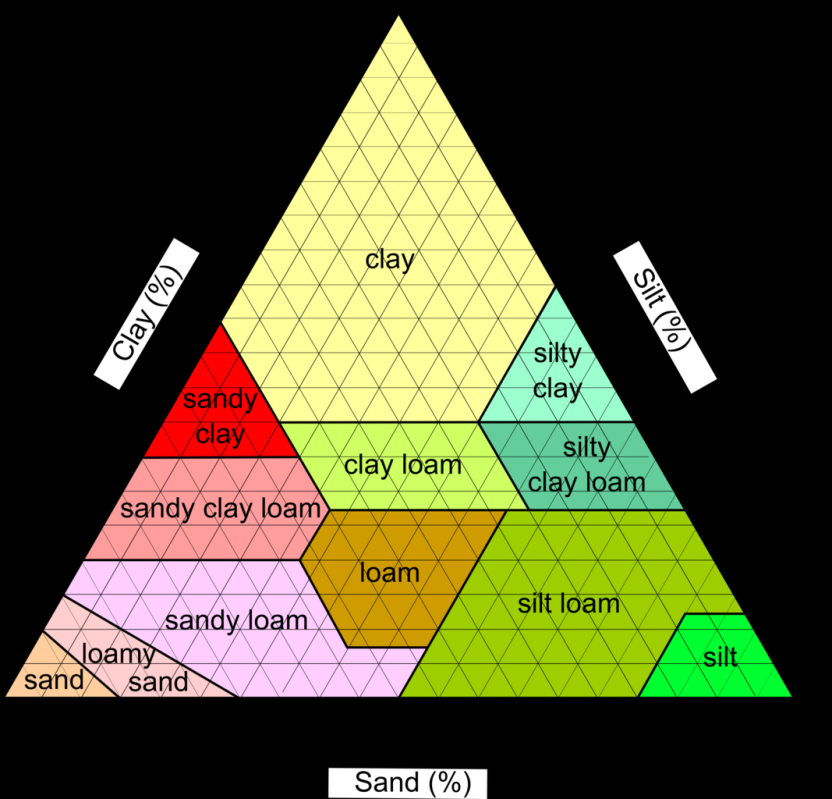 clay
Clay (%)
Silt (%)
silty
clay
sandy
clay
clay loam
silty
clay loam
sandy clay loam
loam
silt loam
sandy loam
loamy
sand
silt
sand
Sand (%)